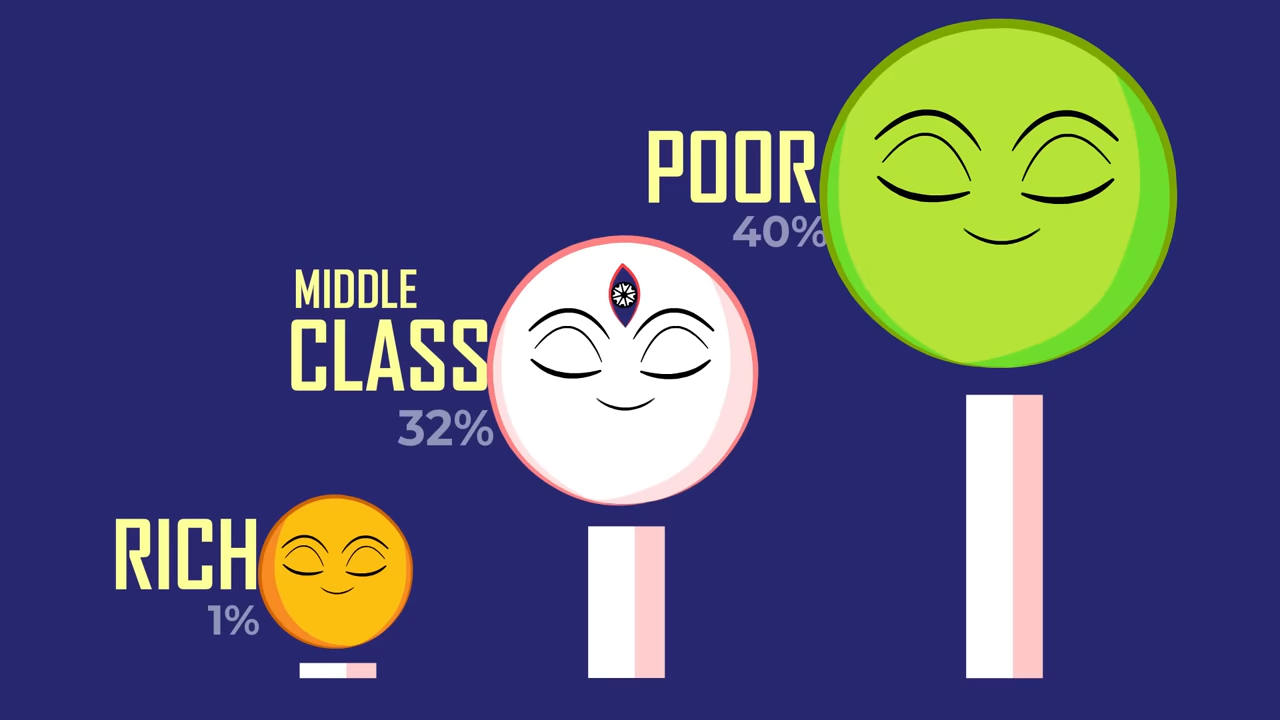 POOR
40%
MIDDLE
CLASS
32%
RICH
1%